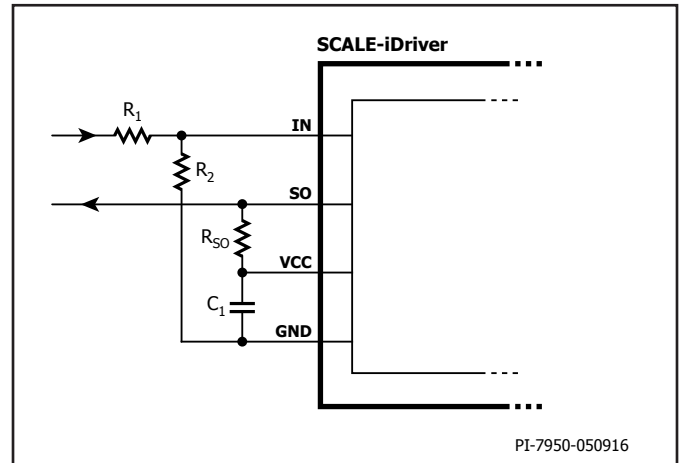 SCALE-iDriver
R1
IN
R2
SO
RSO
VCC
C1
GND
PI-7950-050916